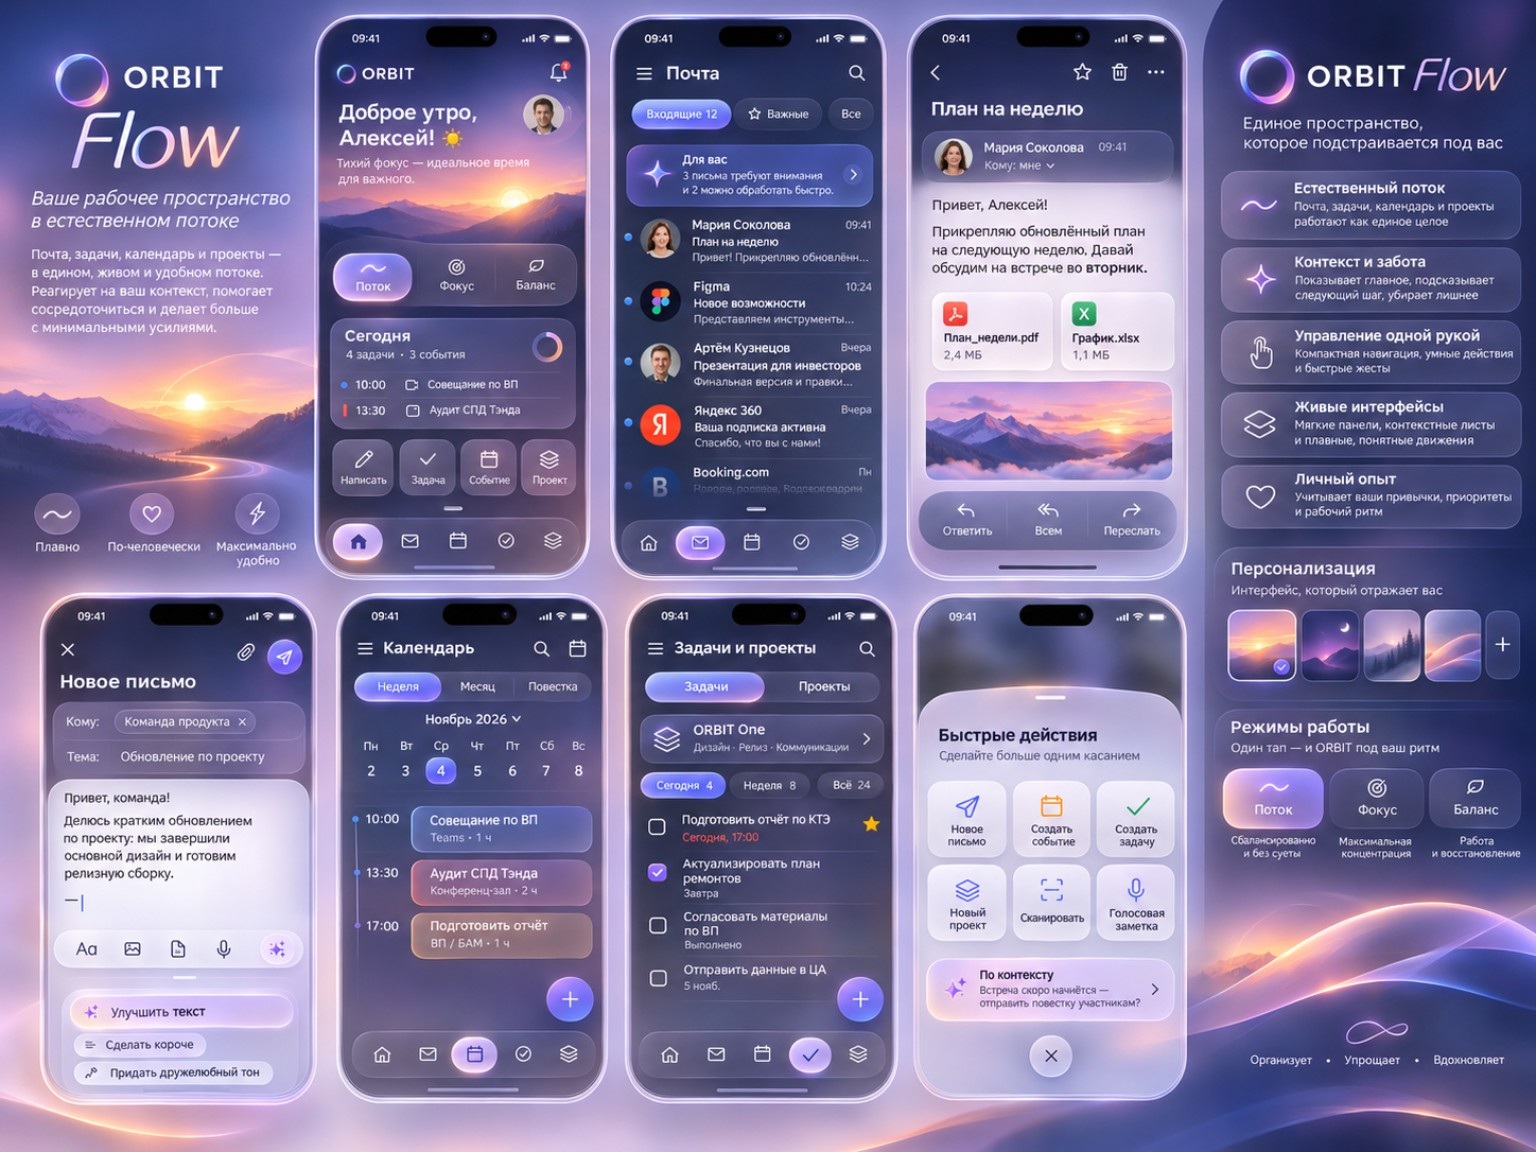 ORBIT
Flow
Ваше рабочее пространство
в естественном потоке
Почта, задачи, календарь и проекты —
в едином, живом и удобном потоке.
Реагирует на ваш контекст, помогает
сосредоточиться и делает больше
с минимальными усилиями.
Плавно
По-человечески
Максимально
удобно
09:41
ORBIT
Доброе утро,
Алексей! ☀️
Тихий фокус — идеальное время
для важного.
Поток
Фокус
Баланс
Сегодня
4 задачи • 3 события
10:00 Совещание по ВП
13:30 Аудит СПД Тэнда
Написать
Задача
Событие
Проект
09:41
Почта
Входящие 12
Важные
Все
Для вас
3 письма требуют внимания
и 2 можно обработать быстро.
Мария Соколова 09:41
План на неделю
Привет! Прикрепляю обновлённ...
Figma 10:24
Новое возможности
Представляем инструменты...
Артём Кузнецов Вчера
Презентация для инвесторов
Финальная версия и правки...
Яндекс 360 Вчера
Я
Ваша подписка активна
Спасибо, что вы с нами!
Booking.com Пн
B
09:41
План на неделю
Мария Соколова 09:41
Кому: мне
Привет, Алексей!
Прикрепляю обновлённый план
на следующую неделю. Давай
обсудим на встрече во вторник.
План_недели.pdf
2,4 МБ
X
График.xlsx
1,1 МБ
Ответить
Всем
Переслать
ORBIT Flow
Единое пространство,
которое подстраивается под вас
Естественный поток
Почта, задачи, календарь и проекты
работают как единое целое
Контекст и забота
Показывает главное, подсказывает
следующий шаг, убирает лишнее
Управление одной рукой
Компактная навигация, умные действия
и быстрые жесты
Живые интерфейсы
Мягкие панели, контекстные листы
и плавные, понятные движения
Личный опыт
Учитывает ваши привычки, приоритеты
и рабочий ритм
Персонализация
Интерфейс, который отражает вас
Режимы работы
Один тап — и ORBIT под ваш ритм
Поток
Фокус
Баланс
Сбалансированно
и без суеты
Максимальная
концентрация
Работа
и восстановление
Организует • Упрощает • Вдохновляет
09:41
Новое письмо
Кому: Команда продукта ×
Тема: Обновление по проекту
Привет, команда!
Делюсь кратким обновлением
по проекту: мы завершили
основной дизайн и готовим
релизную сборку.
—
Aa
Улучшить текст
Сделать короче
Придать дружелюбный тон
09:41
Календарь
Неделя
Месяц
Повестка
Ноябрь 2026
Пн Вт Ср Чт Пт Сб Вс
2 3 4 5 6 7 8
10:00 Совещание по ВП
Teams • 1 ч
13:30 Аудит СПД Тэнда
Конференц-зал • 2 ч
17:00 Подготовить отчёт
ВП / БАМ • 1 ч
09:41
Задачи и проекты
Задачи
Проекты
ORBIT One
Дизайн · Релиз · Коммуникации
Сегодня 4
Неделя 8
Всё 24
Подготовить отчёт по КТЭ
Сегодня, 17:00
Актуализировать план
ремонтов
Завтра
Согласовать материалы
по ВП
Выполнено
Отправить данные в ЦА
5 нояб.
09:41
Быстрые действия
Сделайте больше одним касанием
Новое
письмо
Создать
событие
Создать
задачу
Новый
проект
Сканировать
Голосовая
заметка
По контексту
Встреча скоро начнётся —
отправить повестку участникам?